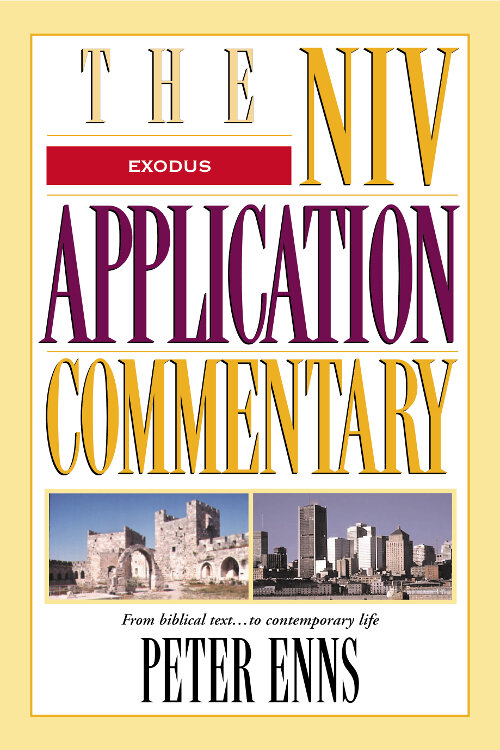 THE NIV
EXODUS
APPLICATION
COMMENTARY
From biblical text...to contemporary life
PETER ENNS